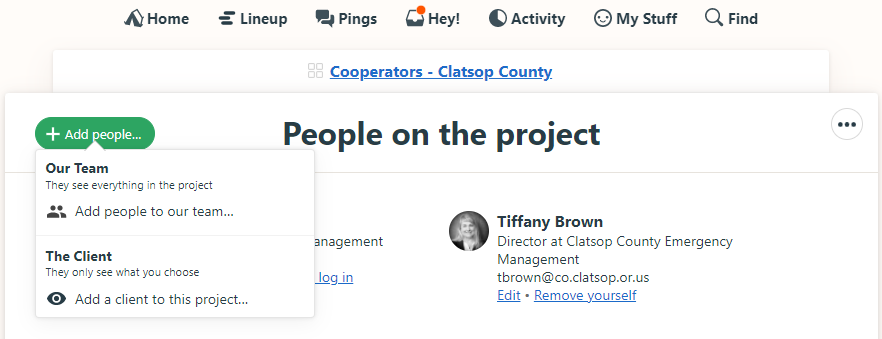 Home Lineup Pings Hey! Activity My Stuff Find
Cooperators - Clatsop County
Add people...
People on the project
Our Team
They see everything in the project
Add people to our team...
The Client
They only see what you choose
Add a client to this project...
anagement
log in
Tiffany Brown
Director at Clatsop County Emergency
Management
tbrown@co.clatsop.or.us
Edit • Remove yourself